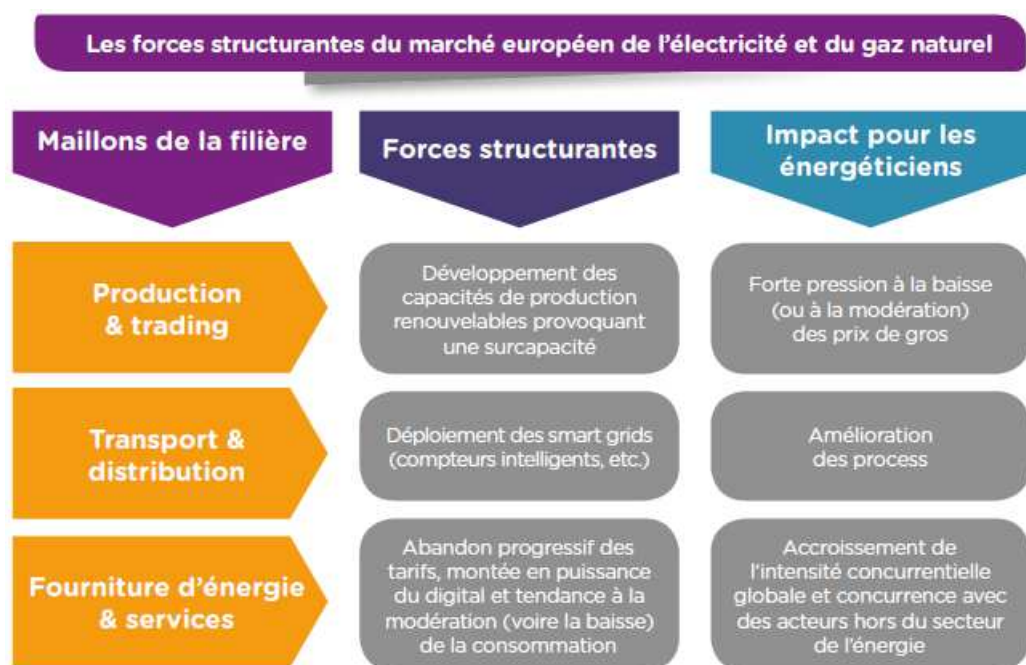 Les forces structurantes du marché européen de l'électricité et du gaz naturel
Maillons de la filière
Forces structurantes
Impact pour les
énergéticiens
Production
& trading
Développement des
capacités de production
renouvelables provoquant
une surcapacité
Forte pression à la baisse
(ou à la modération)
des prix de gros
Transport &
distribution
Déploiement des smart grids
(compteurs intelligents, etc.)
Amélioration
des process
Fourniture d'énergie
& services
Abandon progressif des
tarifs, montée en puissance
du digital et tendance à la
modération (voire la baisse)
de la consommation
Accroissement de
l'intensité concurrentielle
globale et concurrence avec
des acteurs hors du secteur
de l'énergie